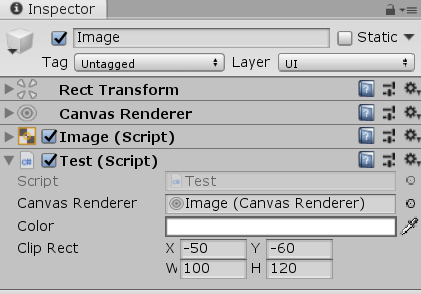 Inspector
Image Static
Tag Untagged Layer UI
Rect Transform
Canvas Renderer
Image (Script)
C# Test (Script)
Script Test
Canvas Renderer Image (Canvas Renderer)
Color
Clip Rect X -50 Y -60
W 100 H 120